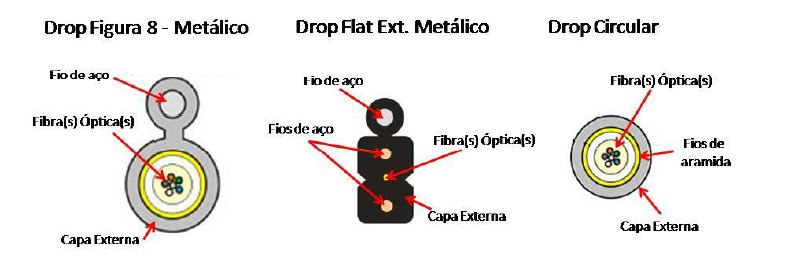 Drop Figura 8 - Metálico
Fio de aço
Fibra(s) Óptica(s)
Capa Externa
Drop Flat Ext. Metálico
Fio de aço
Fios de aço
Fibra(s) Óptica(s)
Capa Externa
Drop Circular
Fibra(s) Óptica(s)
Fios de
aramida
Capa Externa